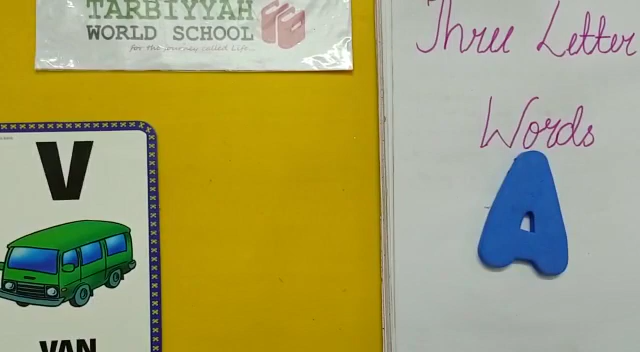 TARBIYYAH
WORLD SCHOOL
for the journey called Life...
Three Letter
Words
A
V
VAN